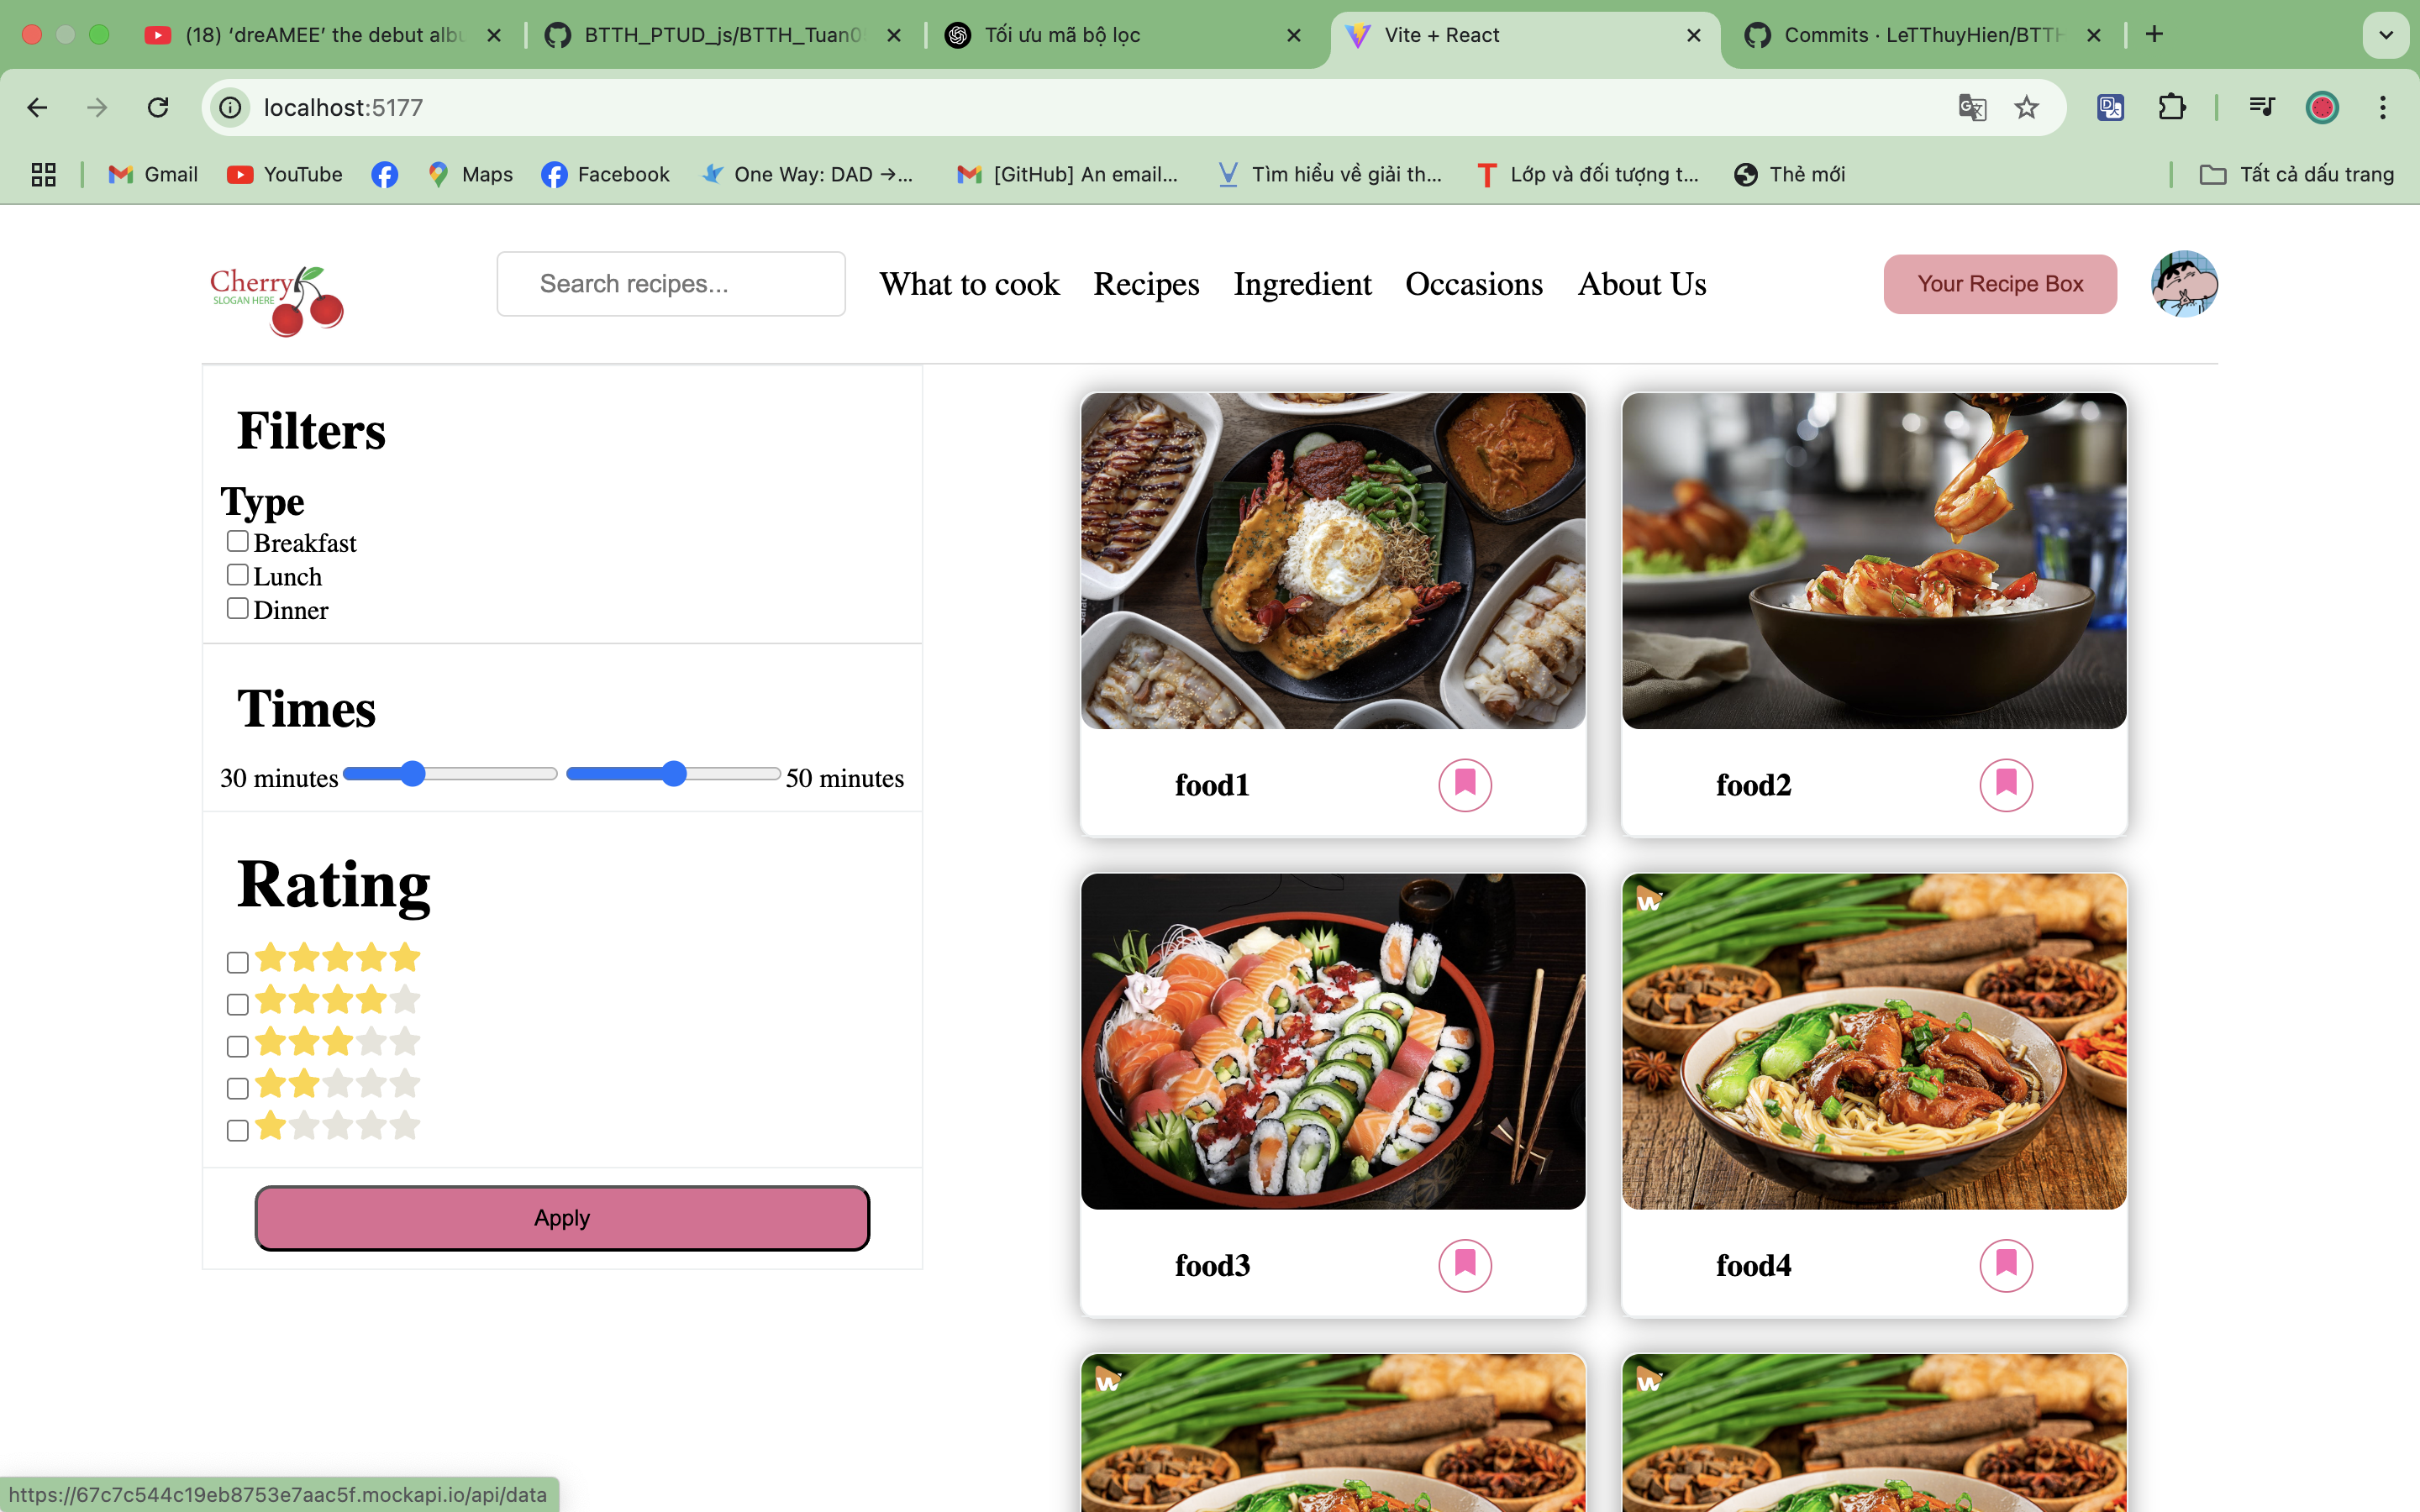 (18) ‘dreAMEE’ the debut albu
BTTH_PTUD_js/BTTH_Tuan0
Tối ưu mã bộ lọc
Vite + React
Commits · LeTThuyHien/BTTH
localhost:5177
Gmail
YouTube
Maps
Facebook
One Way: DAD →...
[GitHub] An email...
Tìm hiểu về giải th...
Lớp và đối tượng t...
Thẻ mới
Tất cả dấu trang
Cherry
SLOGAN HERE
Search recipes...
What to cook
Recipes
Ingredient
Occasions
About Us
Your Recipe Box
Filters
Type
Breakfast
Lunch
Dinner
Times
30 minutes
50 minutes
Rating
Apply
food1
food2
food3
food4
https://67c7c544c19eb8753e7aac5f.mockapi.io/api/data